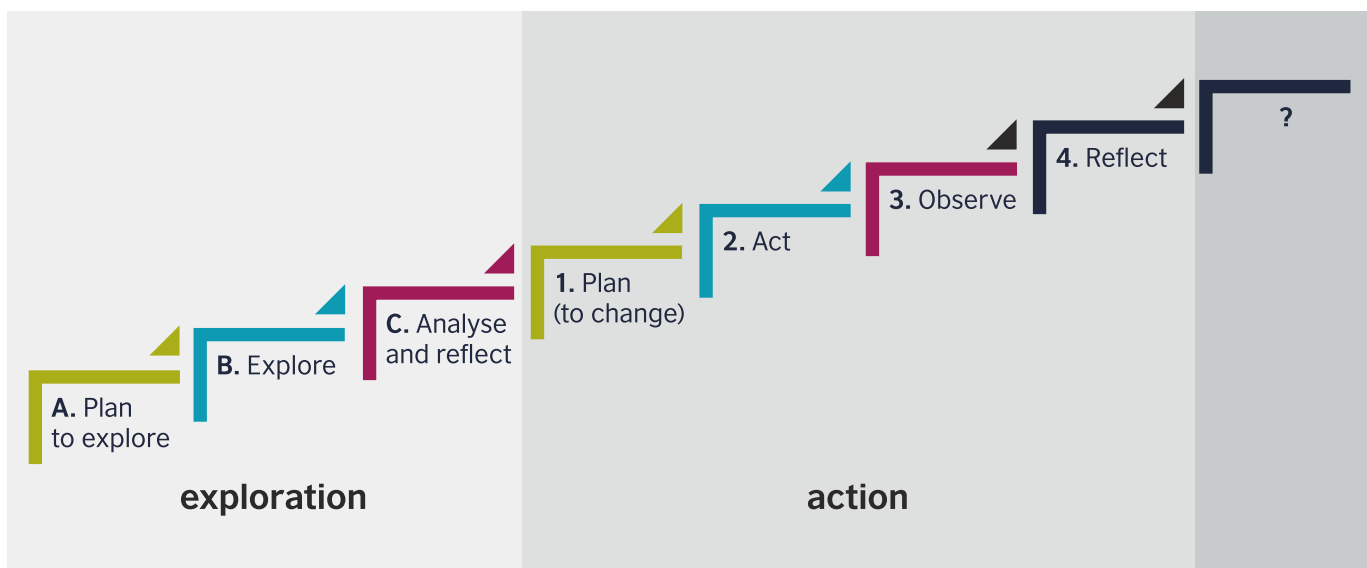 A. Plan
to explore
B. Explore
C. Analyse
and reflect
1. Plan
(to change)
2. Act
3. Observe
4. Reflect
?
exploration
action